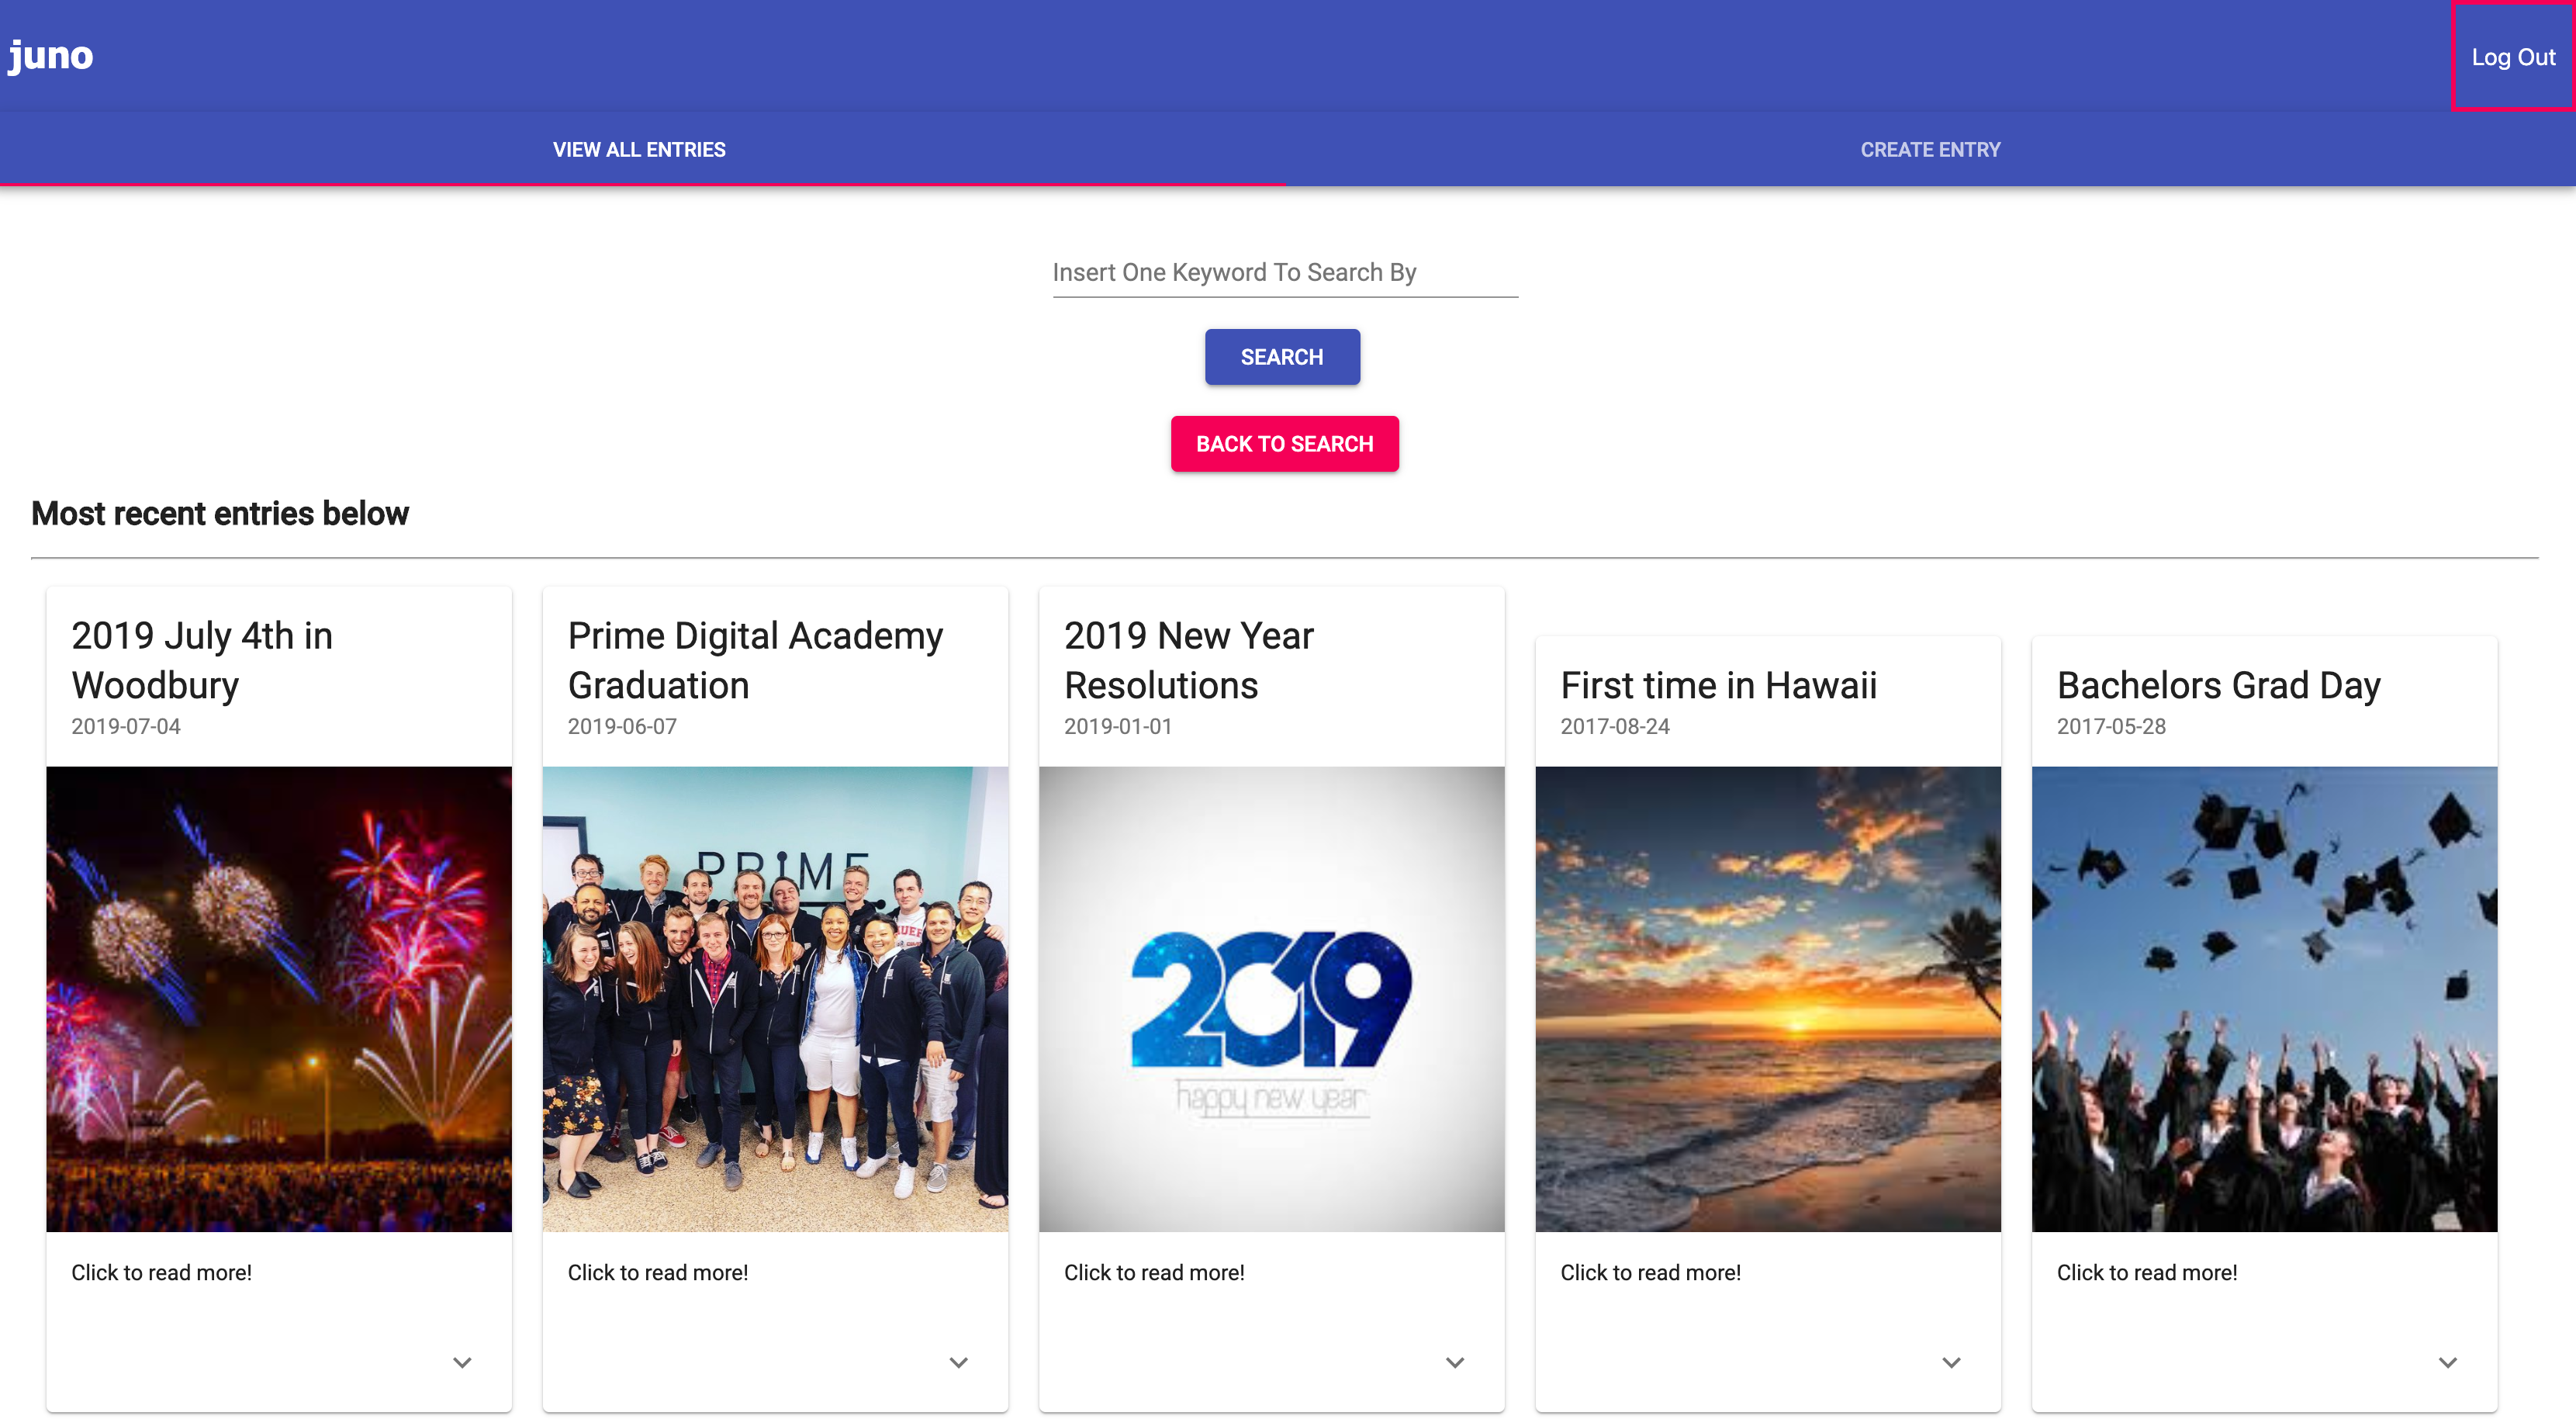 juno
Log Out
VIEW ALL ENTRIES
CREATE ENTRY
Insert One Keyword To Search By
SEARCH
BACK TO SEARCH
Most recent entries below
2019 July 4th in
Woodbury
2019-07-04
PRIME
Click to read more!
Prime Digital Academy
Graduation
2019-06-07
Click to read more!
2019 New Year
Resolutions
2019-01-01
2019
happy new year
Click to read more!
First time in Hawaii
2017-08-24
Click to read more!
Bachelors Grad Day
2017-05-28
Click to read more!